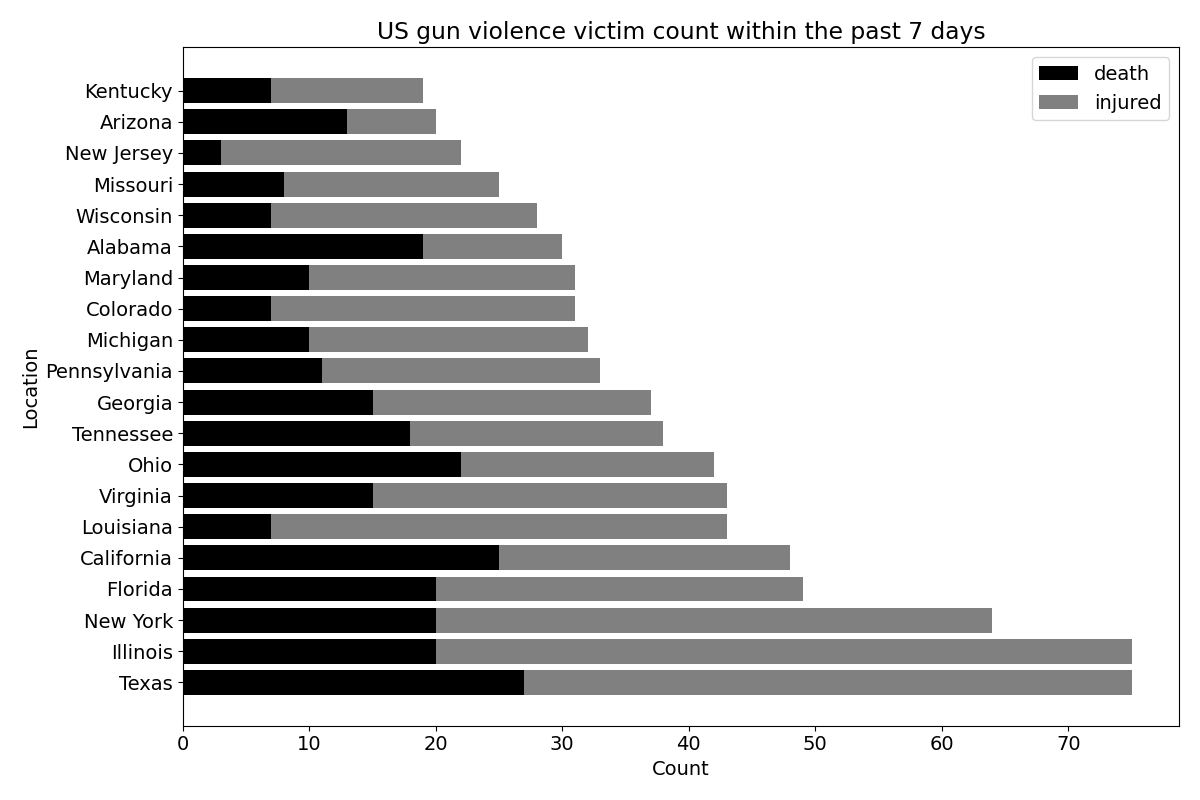 US gun violence victim count within the past 7 days
death
injured
Location
Kentucky
Arizona
New Jersey
Missouri
Wisconsin
Alabama
Maryland
Colorado
Michigan
Pennsylvania
Georgia
Tennessee
Ohio
Virginia
Louisiana
California
Florida
New York
Illinois
Texas
0 10 20 30 40 50 60 70
Count